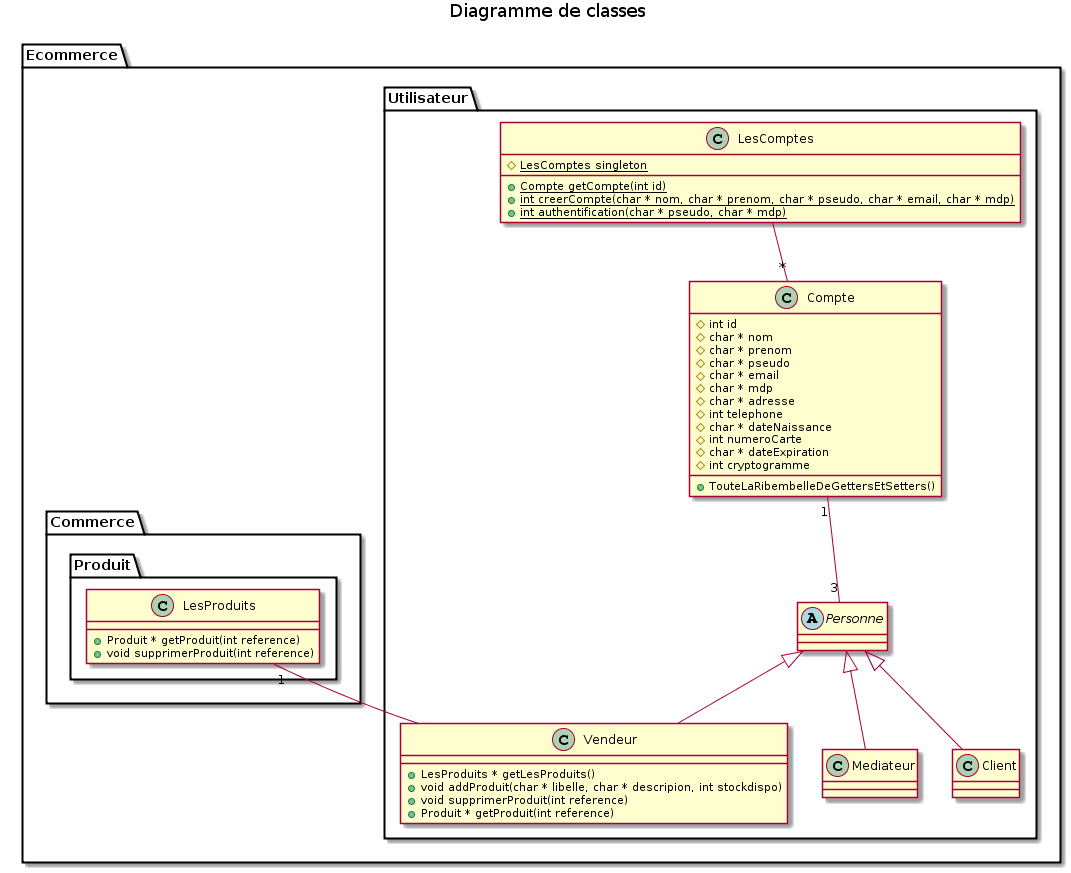 Diagramme de classes
Ecommerce
Utilisateur
C LesComptes
LesComptes singleton
Compte getCompte(int id)
int creerCompte(char * nom, char * prenom, char * pseudo, char * email, char * mdp)
int authentification(char * pseudo, char * mdp)
*
C Compte
int id
char * nom
char * prenom
char * pseudo
char * email
char * mdp
char * adresse
int telephone
char * dateNaissance
int numeroCarte
char * dateExpiration
int cryptogramme
TouteLaRibembelleDeGettersEtSetters()
1
3
Commerce
Produit
C LesProduits
Produit * getProduit(int reference)
void supprimerProduit(int reference)
1
A Personne
C Vendeur
LesProduits * getLesProduits()
void addProduit(char * libelle, char * descripion, int stockdispo)
void supprimerProduit(int reference)
Produit * getProduit(int reference)
C Mediateur
C Client